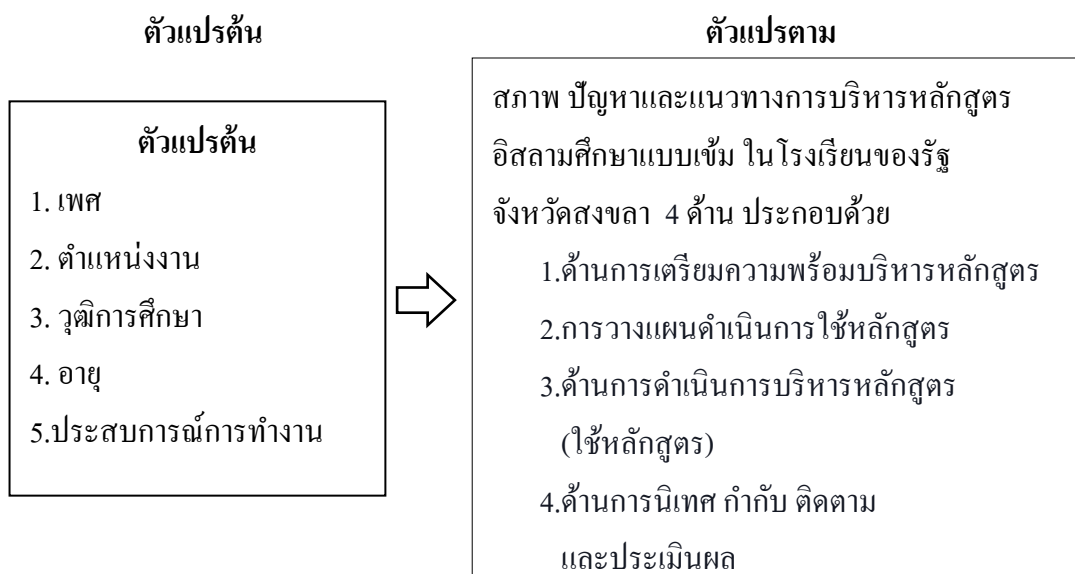 ตัวแปรต้น
ตัวแปรต้น
1. เพศ
2. ตำแหน่งงาน
3. วุฒิการศึกษา
4. อายุ
5.ประสบการณ์การทำงาน
ตัวแปรตาม
สภาพ ปัญหาและแนวทางการบริหารหลักสูตร
อิสลามศึกษาแบบเข้ม ในโรงเรียนของรัฐ
จังหวัดสงขลา 4 ด้าน ประกอบด้วย
1.ด้านการเตรียมความพร้อมบริหารหลักสูตร
2.การวางแผนดำเนินการใช้หลักสูตร
3.ด้านการดำเนินการบริหารหลักสูตร
(ใช้หลักสูตร)
4.ด้านการนิเทศ กำกับ ติดตาม
และประเมินผล